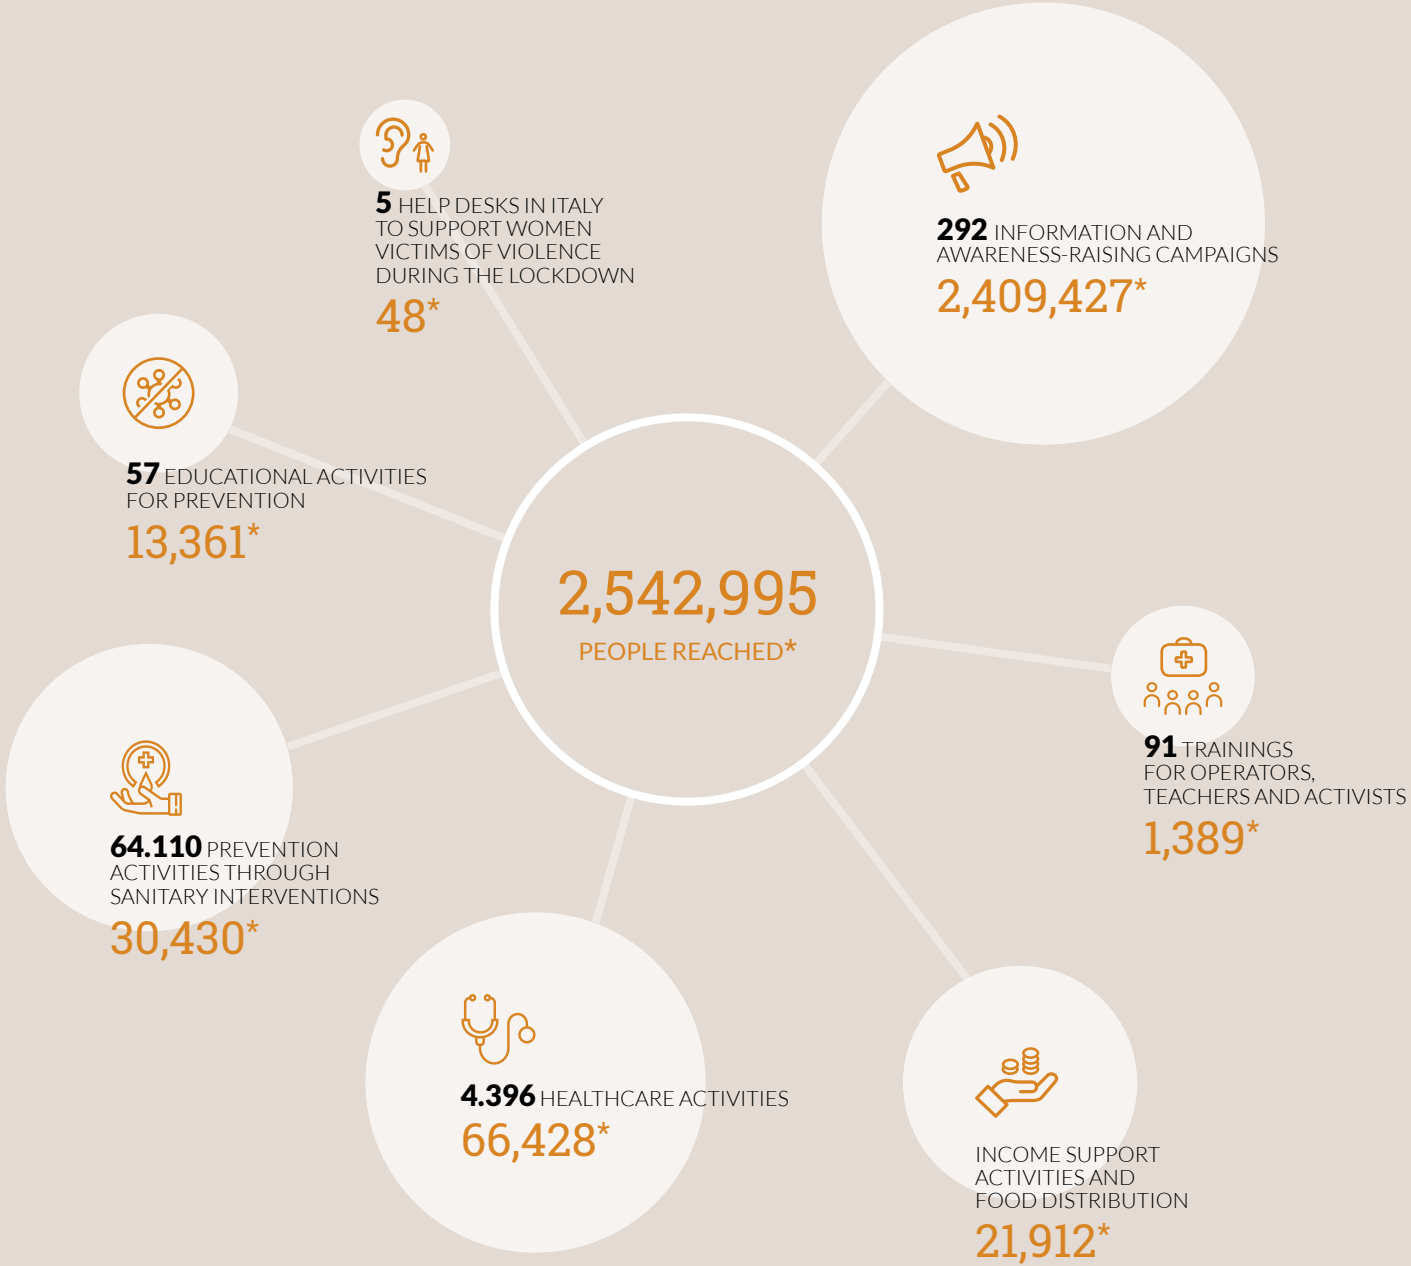 5 HELP DESKS IN ITALY
TO SUPPORT WOMEN
VICTIMS OF VIOLENCE
DURING THE LOCKDOWN
48*
292 INFORMATION AND
AWARENESS-RAISING CAMPAIGNS
2,409,427*
57 EDUCATIONAL ACTIVITIES
FOR PREVENTION
13,361*
2,542,995
PEOPLE REACHED*
91 TRAININGS
FOR OPERATORS,
TEACHERS AND ACTIVISTS
1,389*
64.110 PREVENTION
ACTIVITIES THROUGH
SANITARY INTERVENTIONS
30,430*
4.396 HEALTHCARE ACTIVITIES
66,428*
INCOME SUPPORT
ACTIVITIES AND
FOOD DISTRIBUTION
21,912*